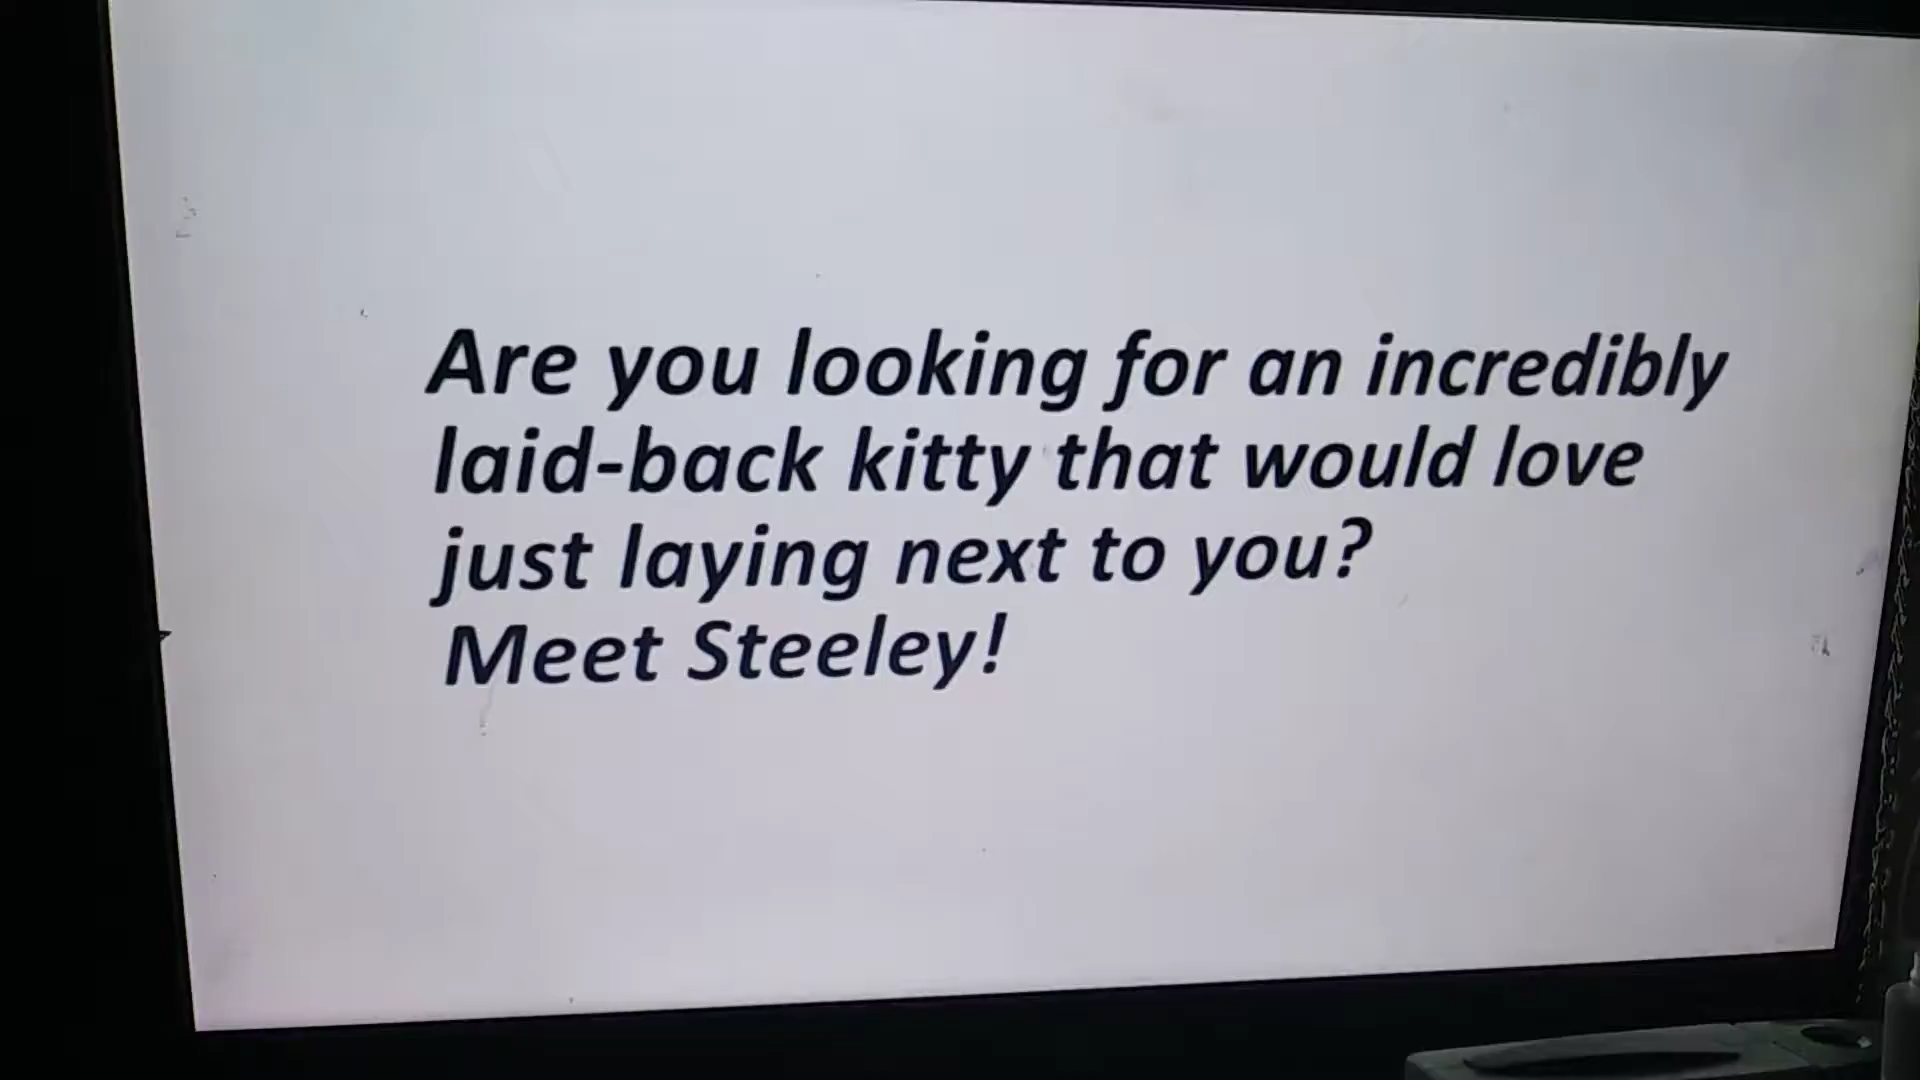 Are you looking for an incredibly
laid-back kitty that would love
just laying next to you?
Meet Steeley!